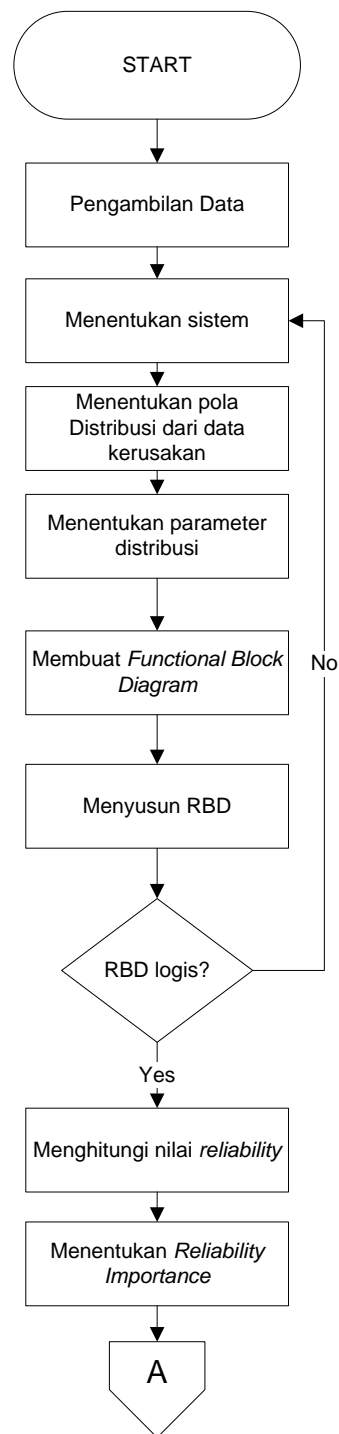 START
Pengambilan Data
Menentukan sistem
Menentukan pola
Distribusi dari data
kerusakan
Menentukan parameter
distribusi
Membuat Functional Block
Diagram
No
Menyusun RBD
RBD logis?
Yes
Menghitungi nilai reliability
Menentukan Reliability
Importance
A